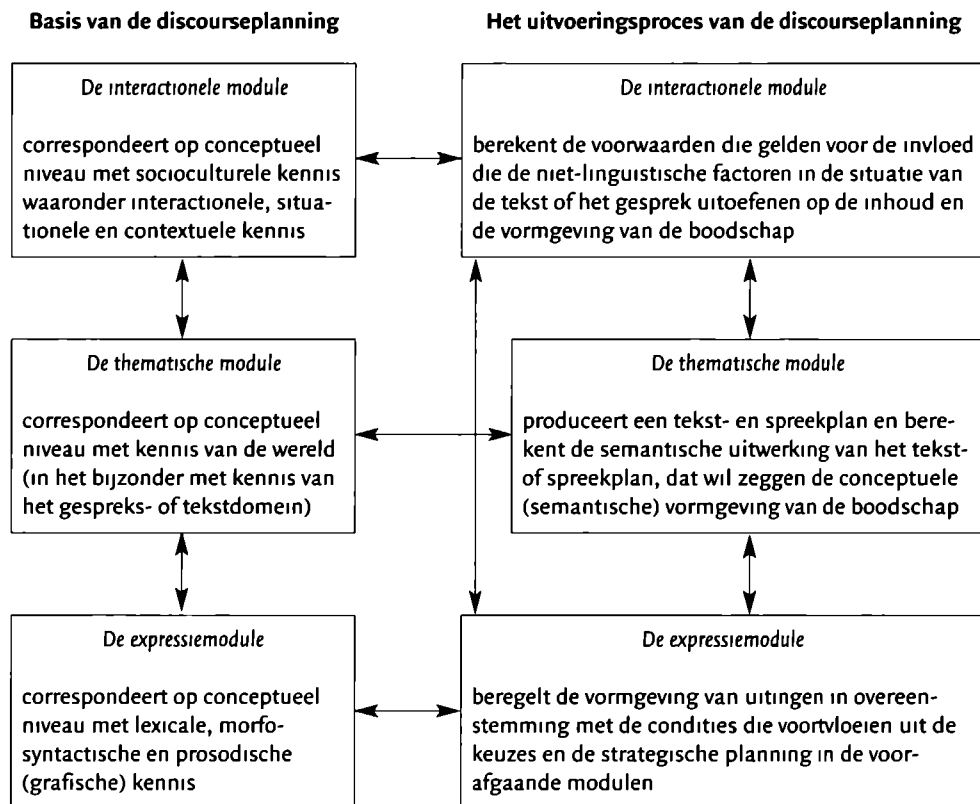 Basis van de discourseplanning
Het uitvoeringsproces van de discourseplanning
De interactionele module
correspondeert op conceptueel
niveau met socioculturele kennis
waaronder interactionele, situa-
tionele en contextuele kennis
De interactionele module
berekent de voorwaarden die gelden voor de invloed
die de niet-linguistische factoren in de situatie van
de tekst of het gesprek uitoefenen op de inhoud en
de vormgeving van de boodschap
De thematische module
correspondeert op conceptueel
niveau met kennis van de wereld
(in het bijzonder met kennis van
het gespreks- of tekstdomein)
De thematische module
produceert een tekst- en spreekplan en bere-
kent de semantische uitwerking van het tekst-
of spreekplan, dat wil zeggen de conceptuele
(semantische) vormgeving van de boodschap
De expressiemodule
correspondeert op conceptueel
niveau met lexicale, morfo-
syntactische en prosodische
(grafische) kennis
De expressiemodule
beregelt de vormgeving van uitingen in overeen-
stemming met de condities die voortvloeien uit de
keuzes en de strategische planning in de voor-
afgaande modulen